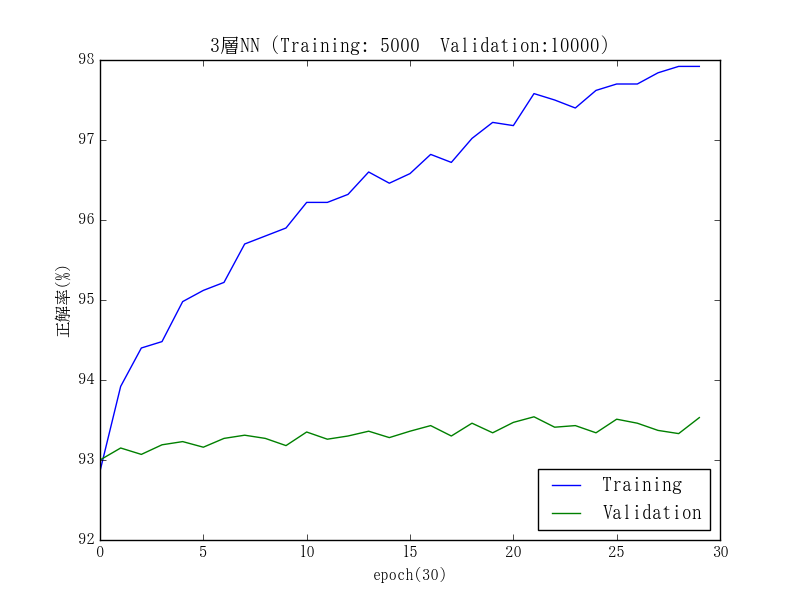 3層NN (Training: 5000  Validation:10000)
98
97
96
95
94
93
92
正解率(%)
0 5 10 15 20 25 30
epoch(30)
Training
Validation